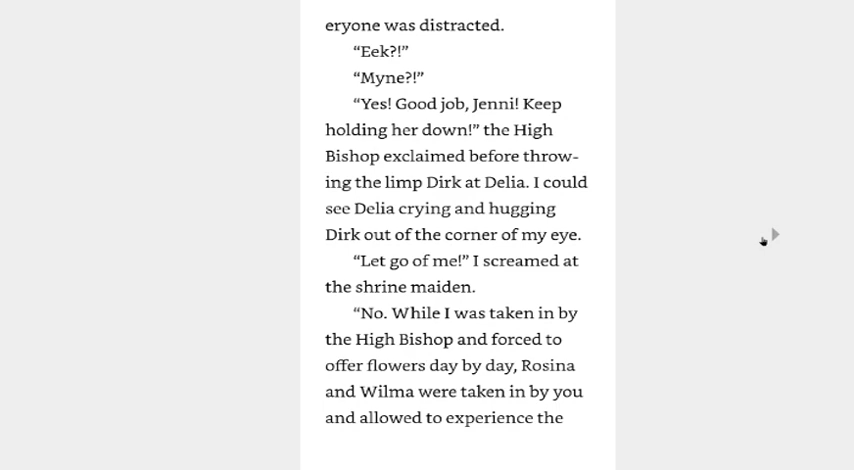 eryone was distracted.
“Eek?!”
“Myne?!”
“Yes! Good job, Jenni! Keep
holding her down!” the High
Bishop exclaimed before throw-
ing the limp Dirk at Delia. I could
see Delia crying and hugging
Dirk out of the corner of my eye.
“Let go of me!” I screamed at
the shrine maiden.
“No. While I was taken in by
the High Bishop and forced to
offer flowers day by day, Rosina
and Wilma were taken in by you
and allowed to experience the